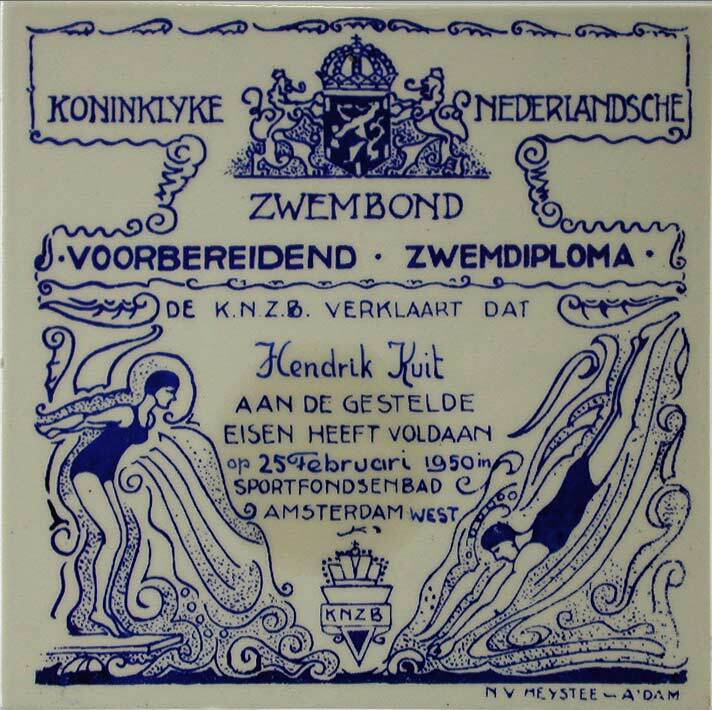 KONINKLYKE NEDERLANDSCHE
ZWEMBOND
·VOORBEREIDEND · ZWEMDIPLOMA·
DE K.N.Z.B. VERKLAART DAT
Hendrik Kuit
AAN DE GESTELDE
EISEN HEEFT VOLDAAN
op 25 Februari 1950 in
SPORTFONDSENBAD
AMSTERDAM WEST
KNZB
N V HEYSTEE - A'DAM